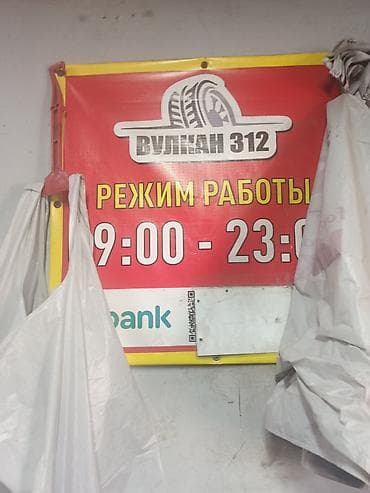 ВУЛКАН 312
РЕЖИМ РАБОТЫ
9:00 - 23:0
bank